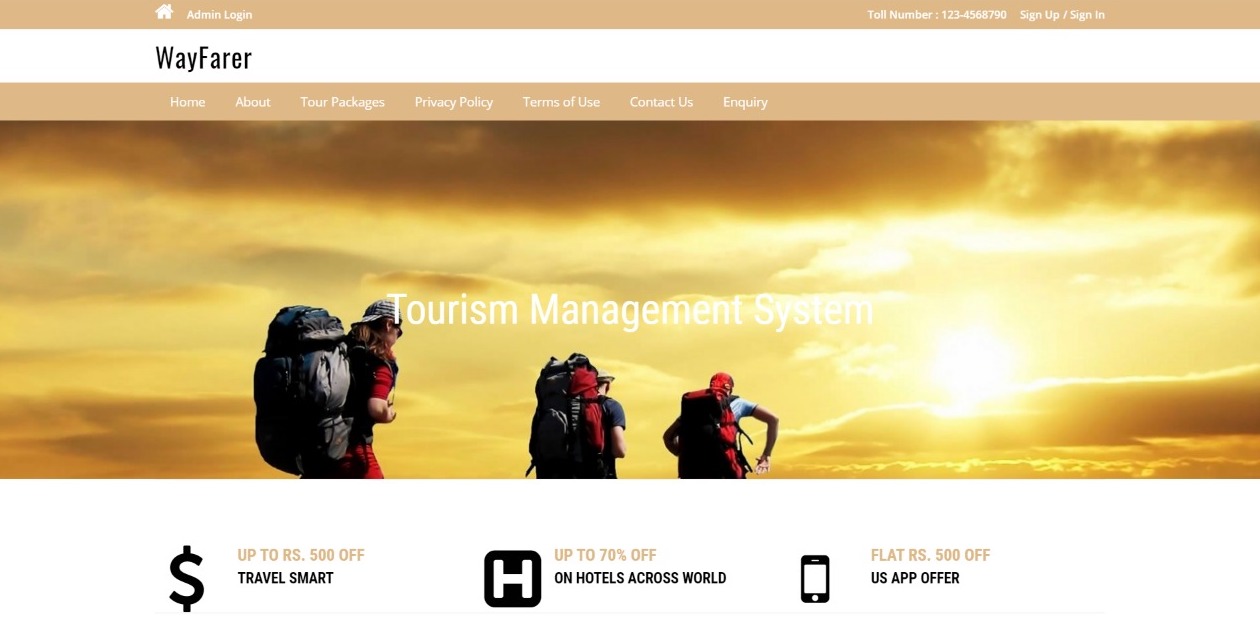 Admin Login
Toll Number : 123-4568790 Sign Up / Sign In
WayFarer
Home About Tour Packages Privacy Policy Terms of Use Contact Us Enquiry
Tourism Management System
UP TO RS. 500 OFF
TRAVEL SMART
H
UP TO 70% OFF
ON HOTELS ACROSS WORLD
FLAT RS. 500 OFF
US APP OFFER